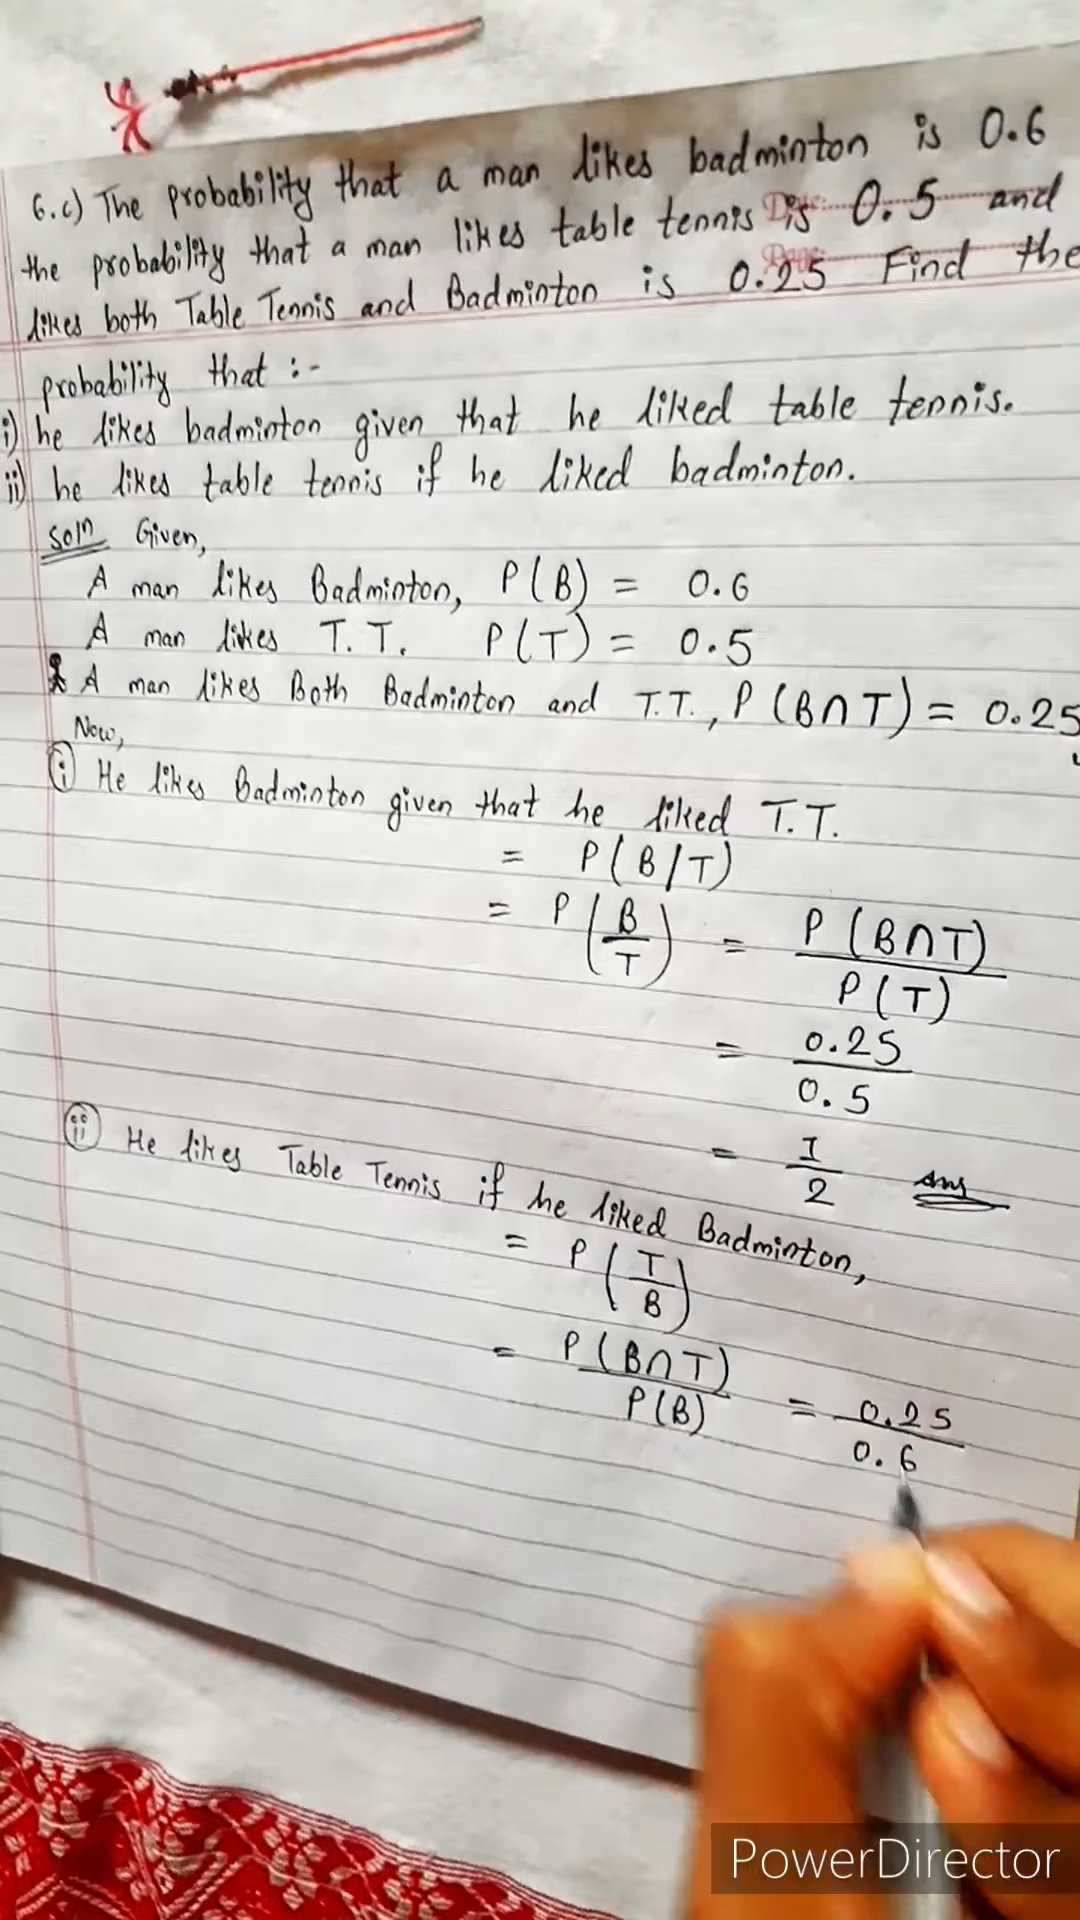 6.c) The probability that a man likes badminton is 0.6
the probability that a man likes table tennis is 0.5 and
likes both Table Tennis and Badminton is 0.25 Find the
probability that :-
i) he likes badminton given that he liked table tennis.
ii) he likes table tennis if he liked badminton.
Soln Given,
A man likes Badminton, P(B) = 0.6
A man likes T.T. P(T) = 0.5
A man likes Both Badminton and T.T., P(B∩T) = 0.25
Now,
i He likes Badminton given that he liked T.T.
= P(B/T)
= P(B/T) = P(B∩T)/P(T)
= 0.25/0.5
= 1/2 Ans
ii He likes Table Tennis if he liked Badminton,
= P(T/B)
= P(B∩T)/P(B) = 0.25/0.6
PowerDirector